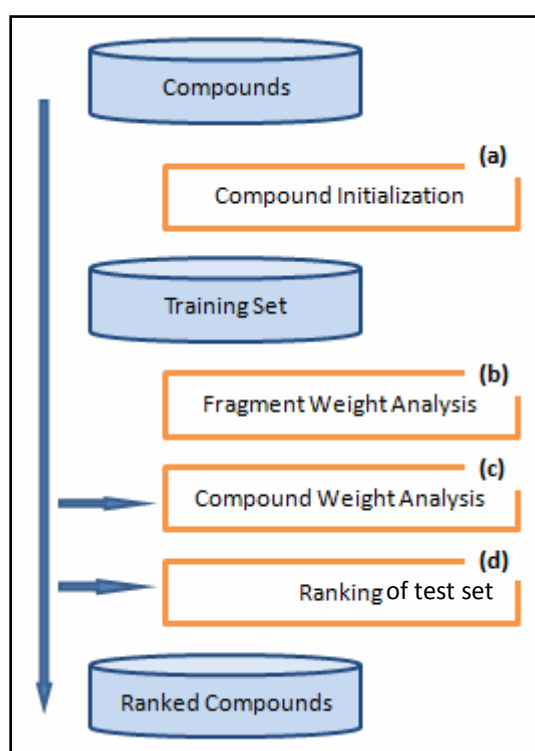 Compounds
(a)
Compound Initialization
Training Set
(b)
Fragment Weight Analysis
(c)
Compound Weight Analysis
(d)
Ranking of test set
Ranked Compounds